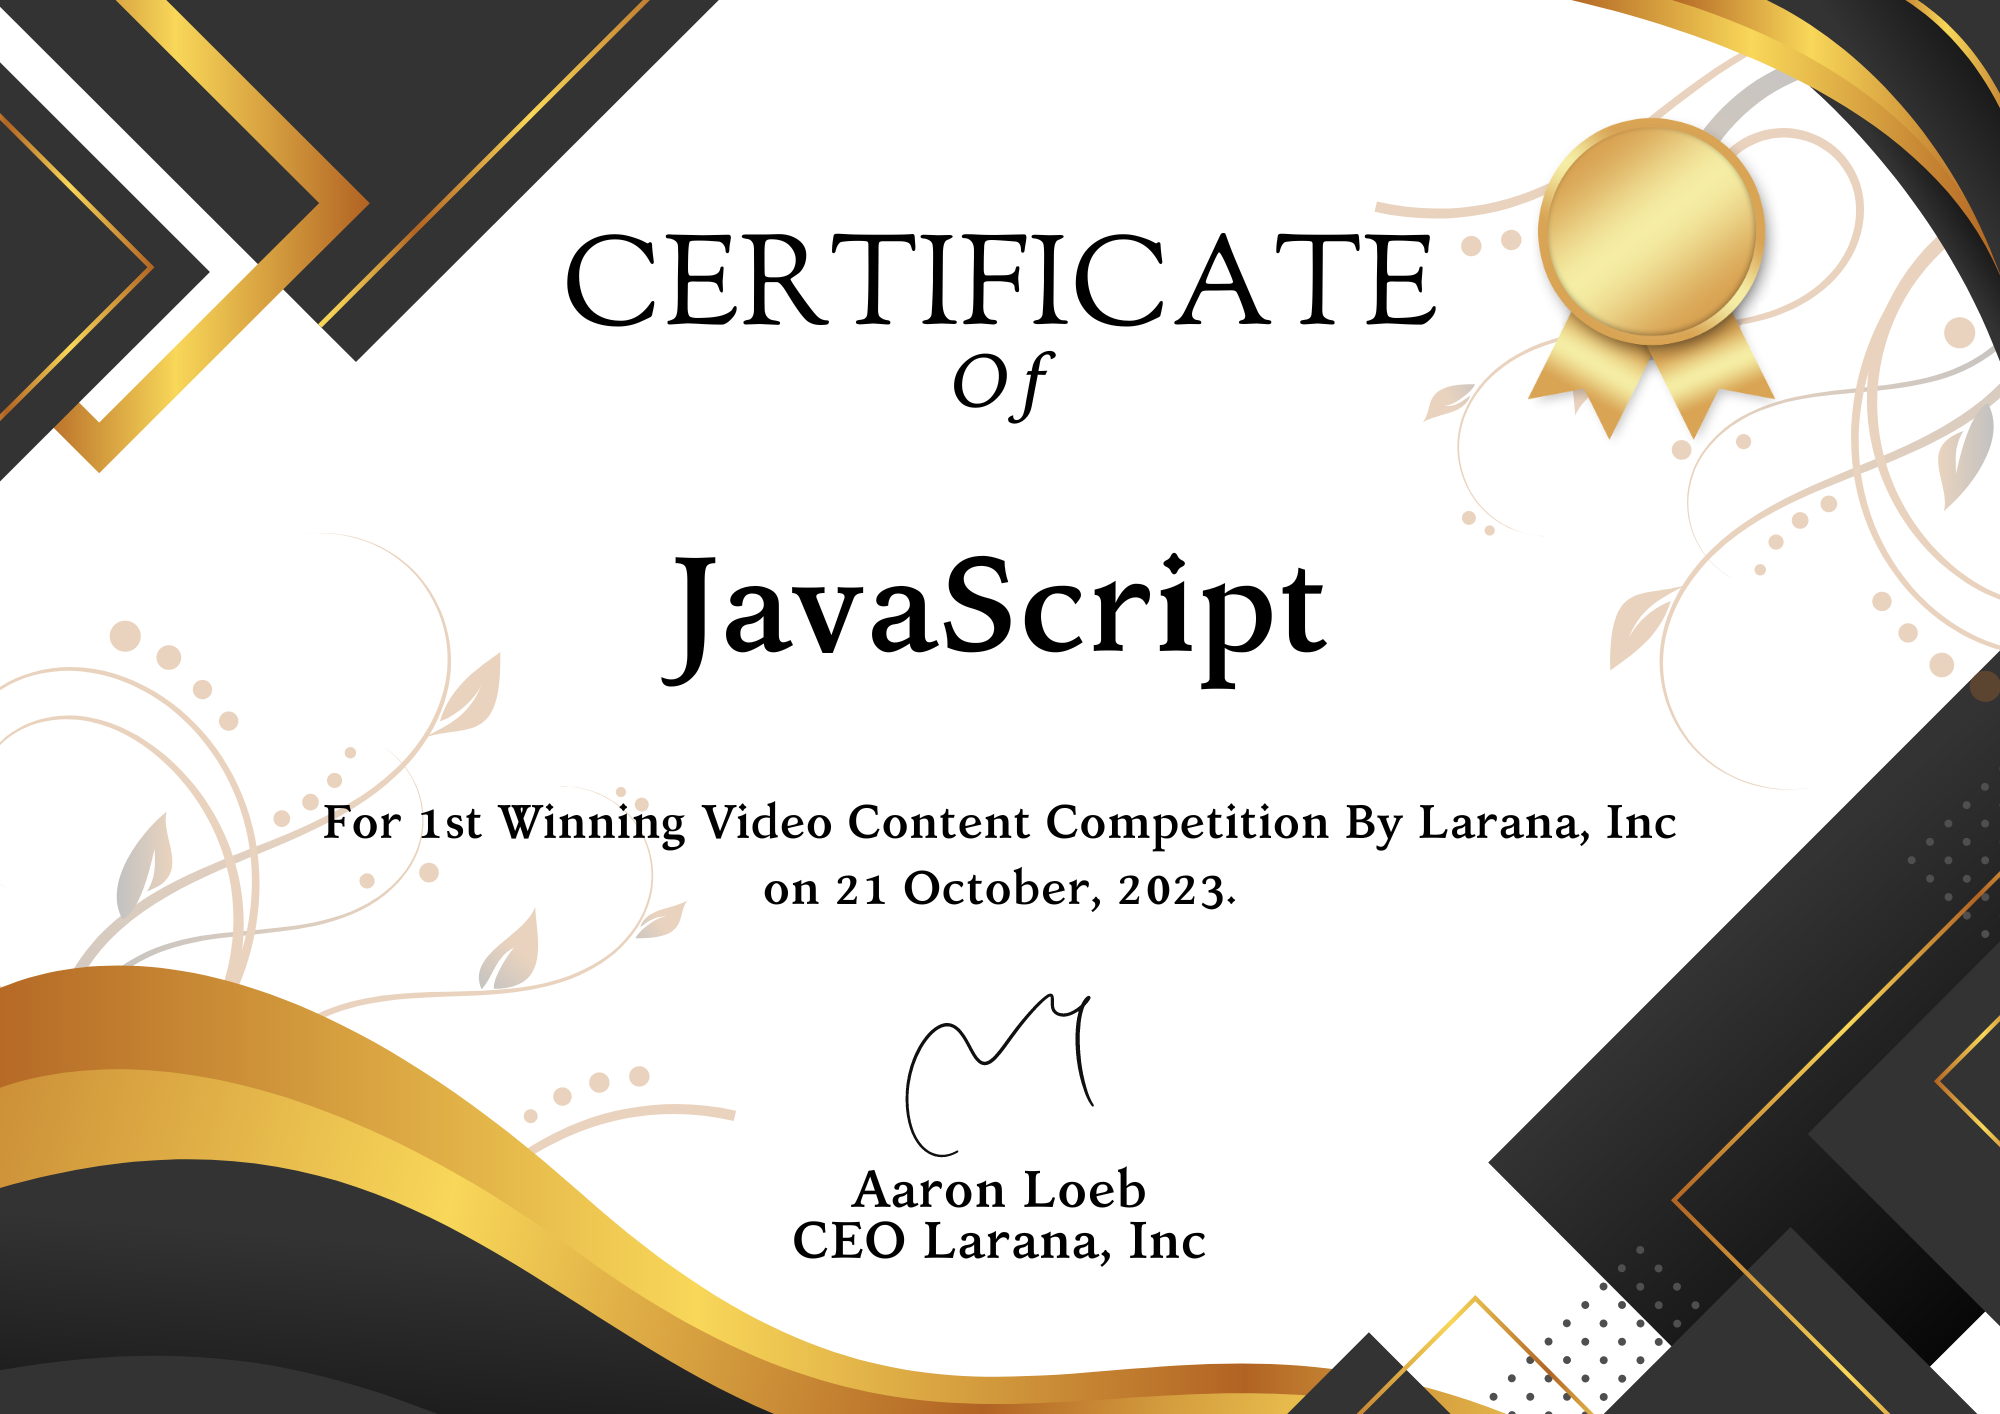 CERTIFICATE
Of
JavaScript
For 1st Winning Video Content Competition By Larana, Inc
on 21 October, 2023.
Aaron Loeb
CEO Larana, Inc